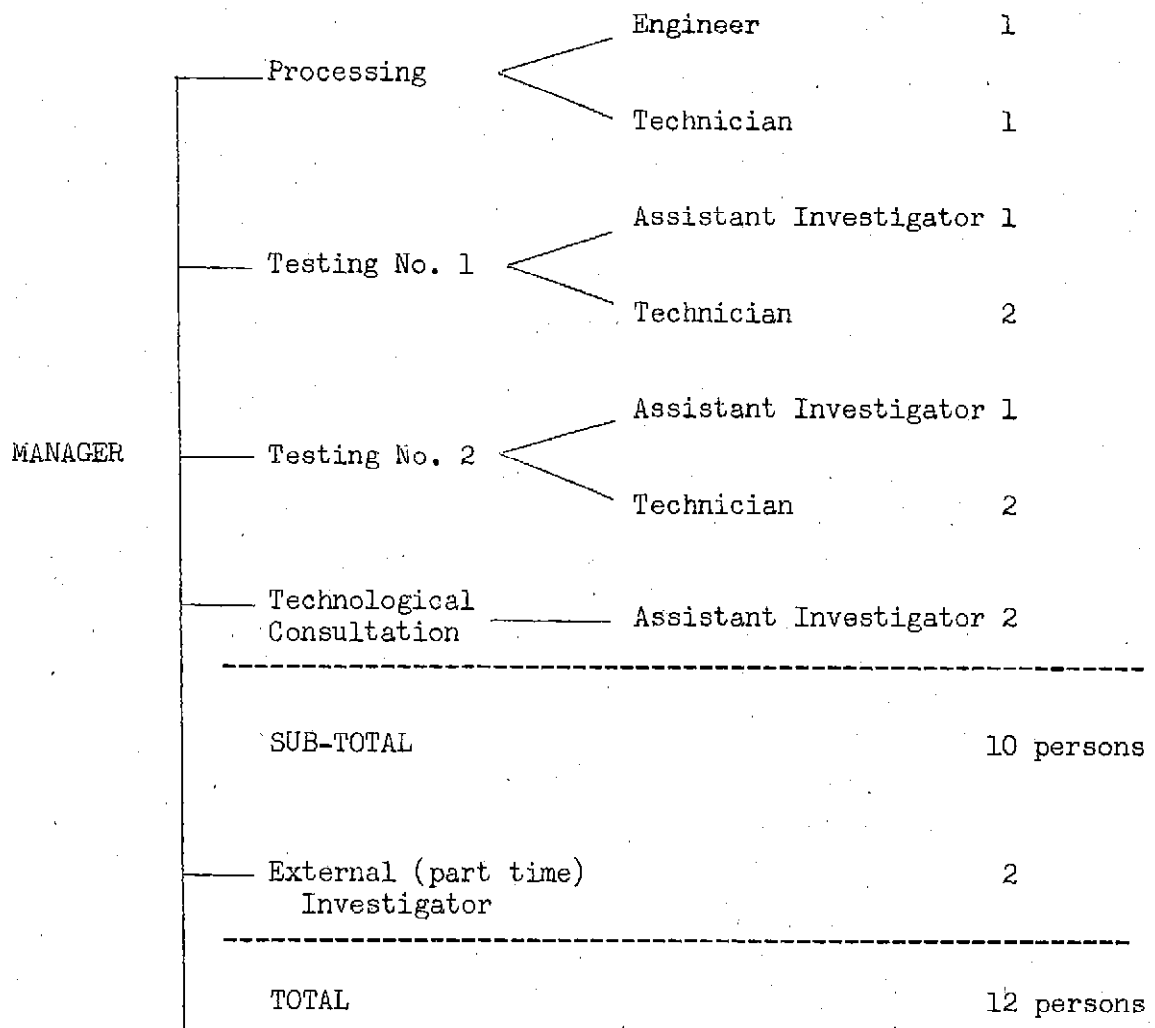 Engineer 1
Processing
Technician 1
Assistant Investigator 1
Testing No. 1
Technician 2
Assistant Investigator 1
MANAGER Testing No. 2
Technician 2
Technological
Consultation Assistant Investigator 2
SUB-TOTAL 10 persons
External (part time) 2
Investigator
TOTAL 12 persons